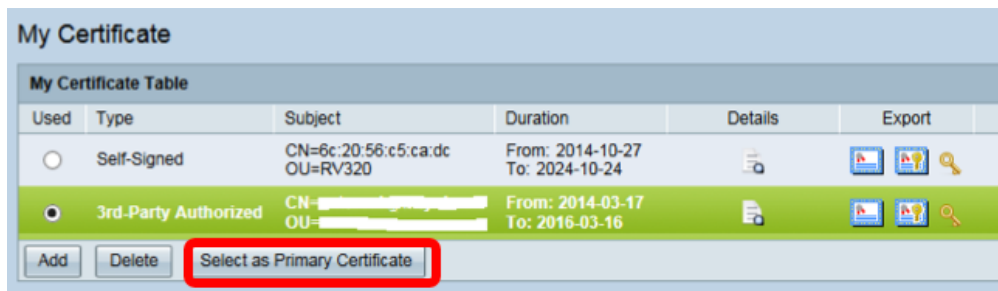 My Certificate
My Certificate Table
Used Type Subject Duration Details Export
Self-Signed CN=6c:20:56:c5:ca:dc From: 2014-10-27
OU=RV320 To: 2024-10-24
3rd-Party Authorized CN= From: 2014-03-17
OU= To: 2016-03-16
Add Delete Select as Primary Certificate